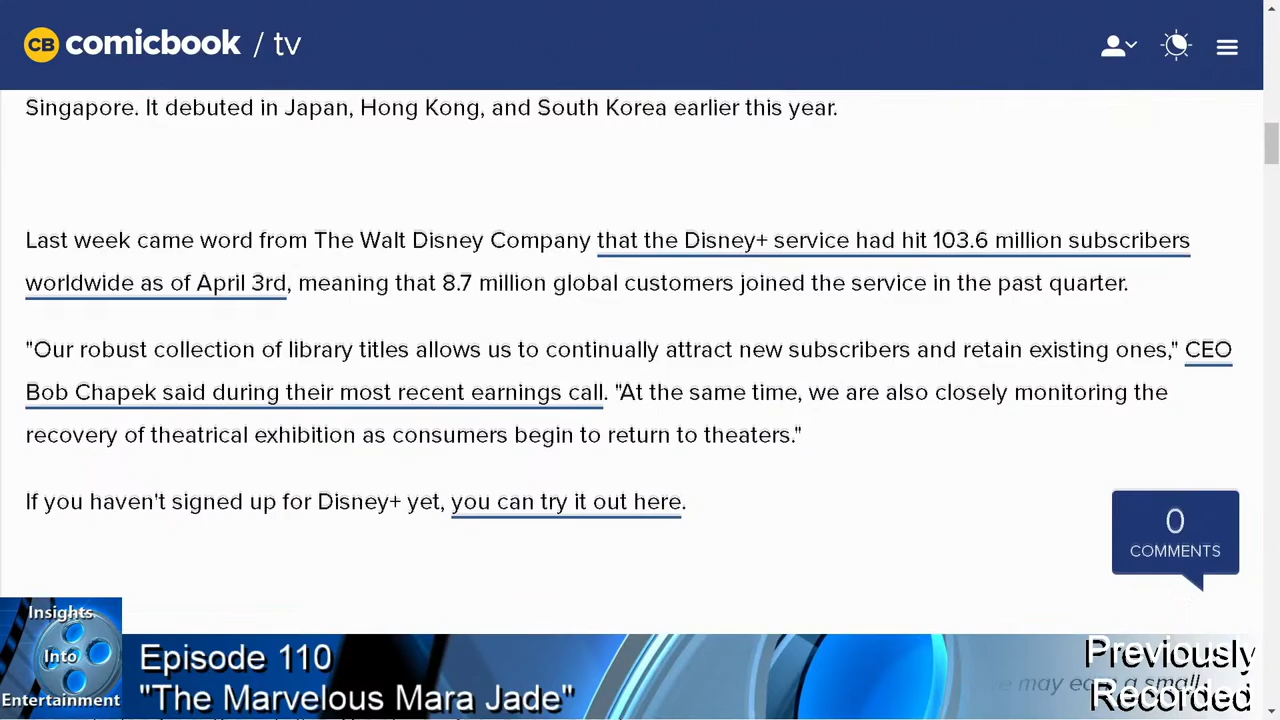 CB comicbook / tv
Singapore. It debuted in Japan, Hong Kong, and South Korea earlier this year.
Last week came word from The Walt Disney Company that the Disney+ service had hit 103.6 million subscribers
worldwide as of April 3rd, meaning that 8.7 million global customers joined the service in the past quarter.
"Our robust collection of library titles allows us to continually attract new subscribers and retain existing ones," CEO
Bob Chapek said during their most recent earnings call. "At the same time, we are also closely monitoring the
recovery of theatrical exhibition as consumers begin to return to theaters."
If you haven't signed up for Disney+ yet, you can try it out here.
0
COMMENTS
Insights
Into
Entertainment
Episode 110
"The Marvelous Mara Jade"
Previously
Recorded
may earn a small